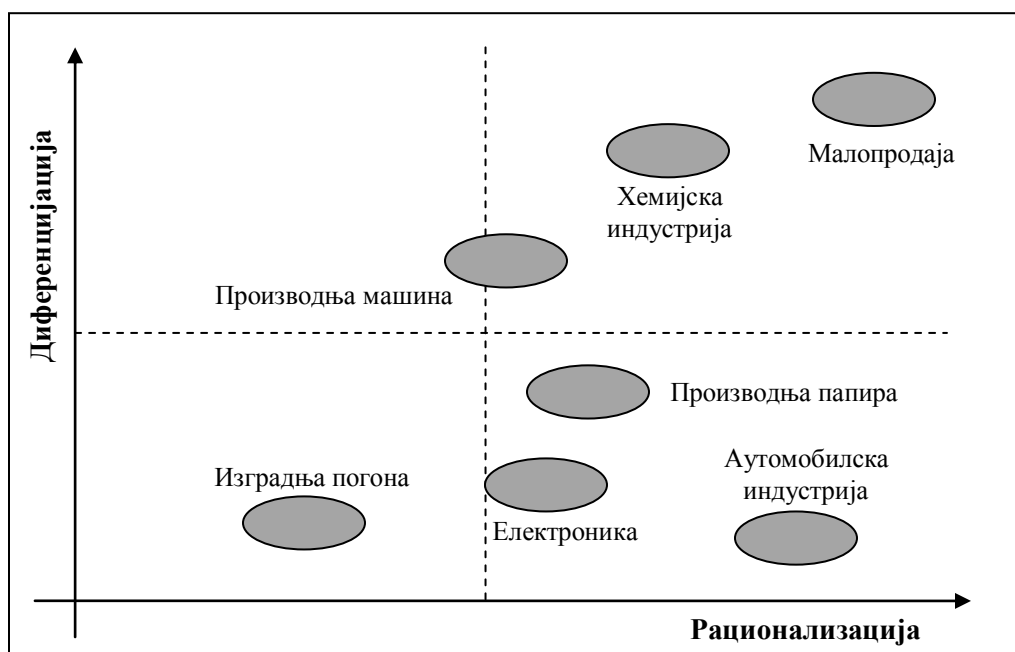 Диференцијација
Малопродаја
Хемијска
индустрија
Производња машина
Производња папира
Изградња погона
Аутомобилска
индустрија
Електроника
Рационализација